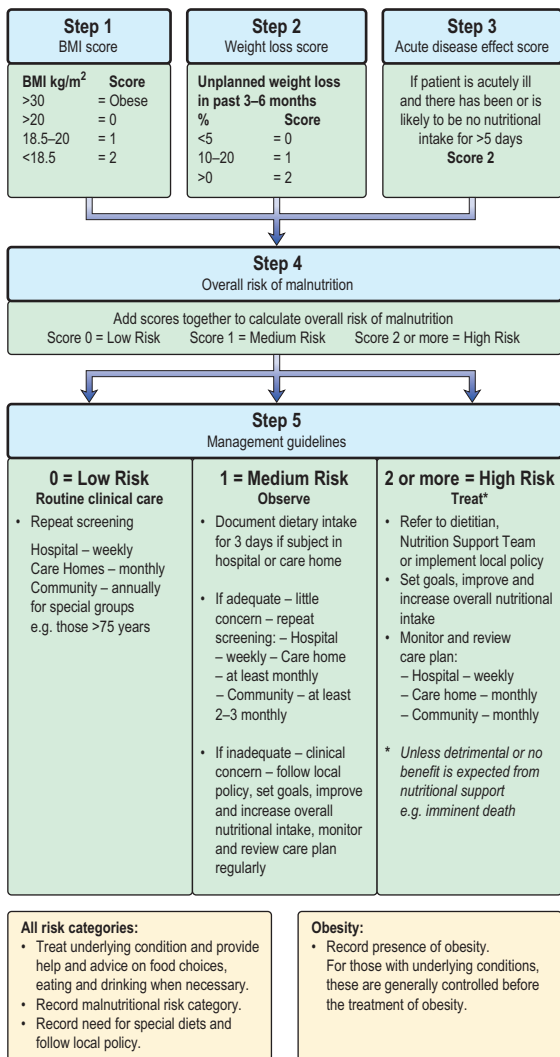 Step 1
BMI score
BMI kg/m² Score
>30 = Obese
>20 = 0
18.5–20 = 1
<18.5 = 2
Step 2
Weight loss score
Unplanned weight loss
in past 3–6 months
% Score
<5 = 0
10–20 = 1
>0 = 2
Step 3
Acute disease effect score
If patient is acutely ill
and there has been or is
likely to be no nutritional
intake for >5 days
Score 2
Step 4
Overall risk of malnutrition
Add scores together to calculate overall risk of malnutrition
Score 0 = Low Risk Score 1 = Medium Risk Score 2 or more = High Risk
Step 5
Management guidelines
0 = Low Risk
Routine clinical care
• Repeat screening
Hospital – weekly
Care Homes – monthly
Community – annually
for special groups
e.g. those >75 years
1 = Medium Risk
Observe
• Document dietary intake
for 3 days if subject in
hospital or care home
• If adequate – little
concern – repeat
screening: – Hospital
– weekly – Care home
– at least monthly
– Community – at least
2–3 monthly
• If inadequate – clinical
concern – follow local
policy, set goals, improve
and increase overall
nutritional intake, monitor
and review care plan
regularly
2 or more = High Risk
Treat*
• Refer to dietitian,
Nutrition Support Team
or implement local policy
• Set goals, improve and
increase overall nutritional
intake
• Monitor and review
care plan:
– Hospital – weekly
– Care home – monthly
– Community – monthly
* Unless detrimental or no
benefit is expected from
nutritional support
e.g. imminent death
All risk categories:
• Treat underlying condition and provide
help and advice on food choices,
eating and drinking when necessary.
• Record malnutritional risk category.
• Record need for special diets and
follow local policy.
Obesity:
• Record presence of obesity.
For those with underlying conditions,
these are generally controlled before
the treatment of obesity.